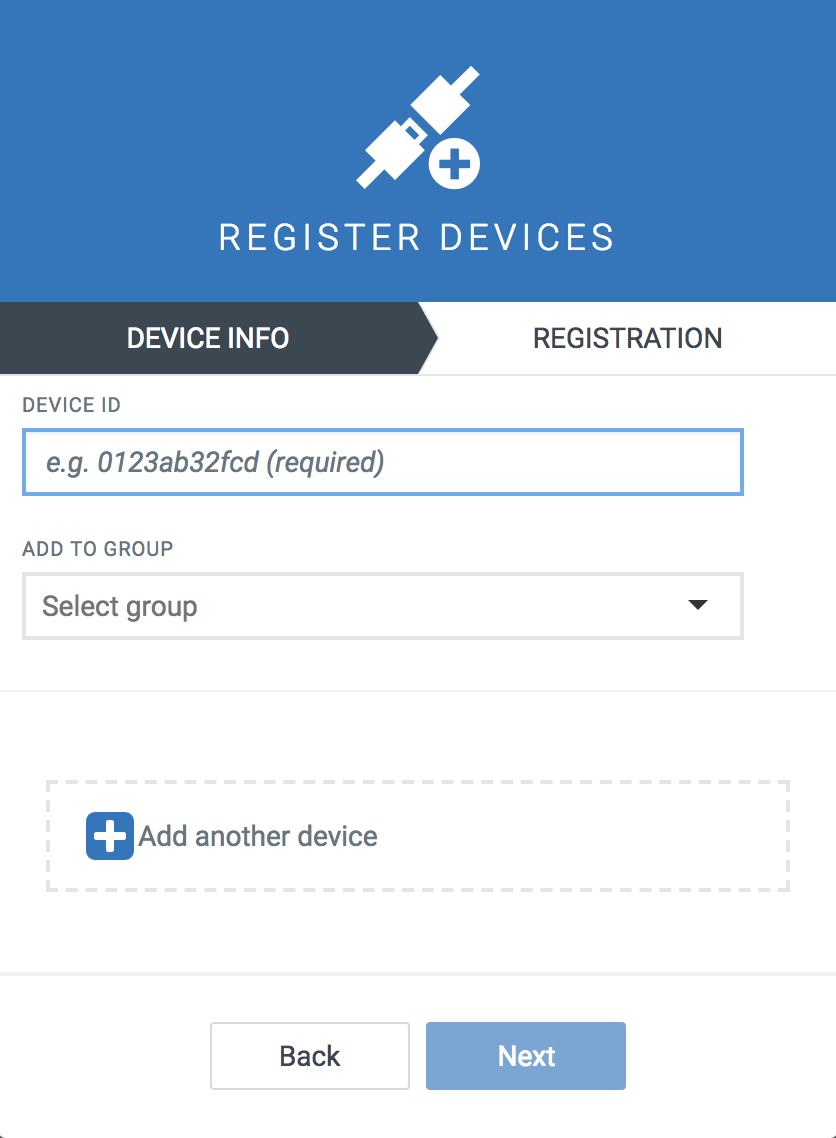 REGISTER DEVICES
DEVICE INFO
REGISTRATION
DEVICE ID
e.g. 0123ab32fcd (required)
ADD TO GROUP
Select group
Add another device
Back
Next